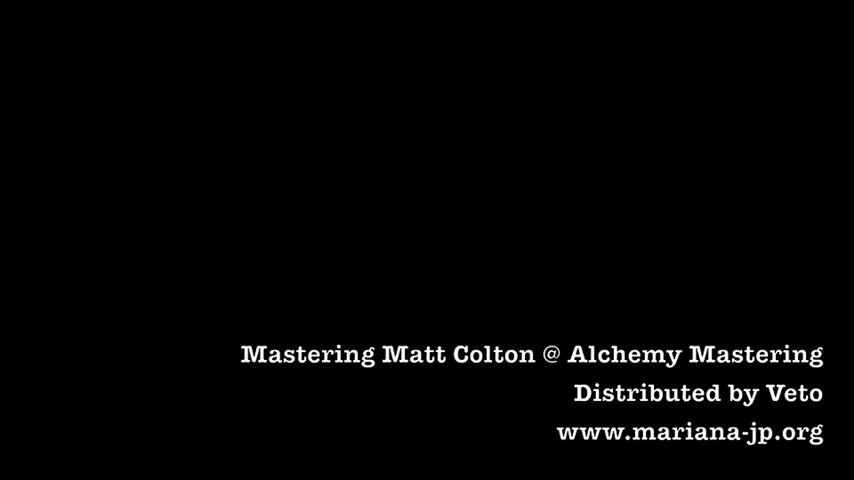 Mastering Matt Colton @ Alchemy Mastering
Distributed by Veto
www.mariana-jp.org